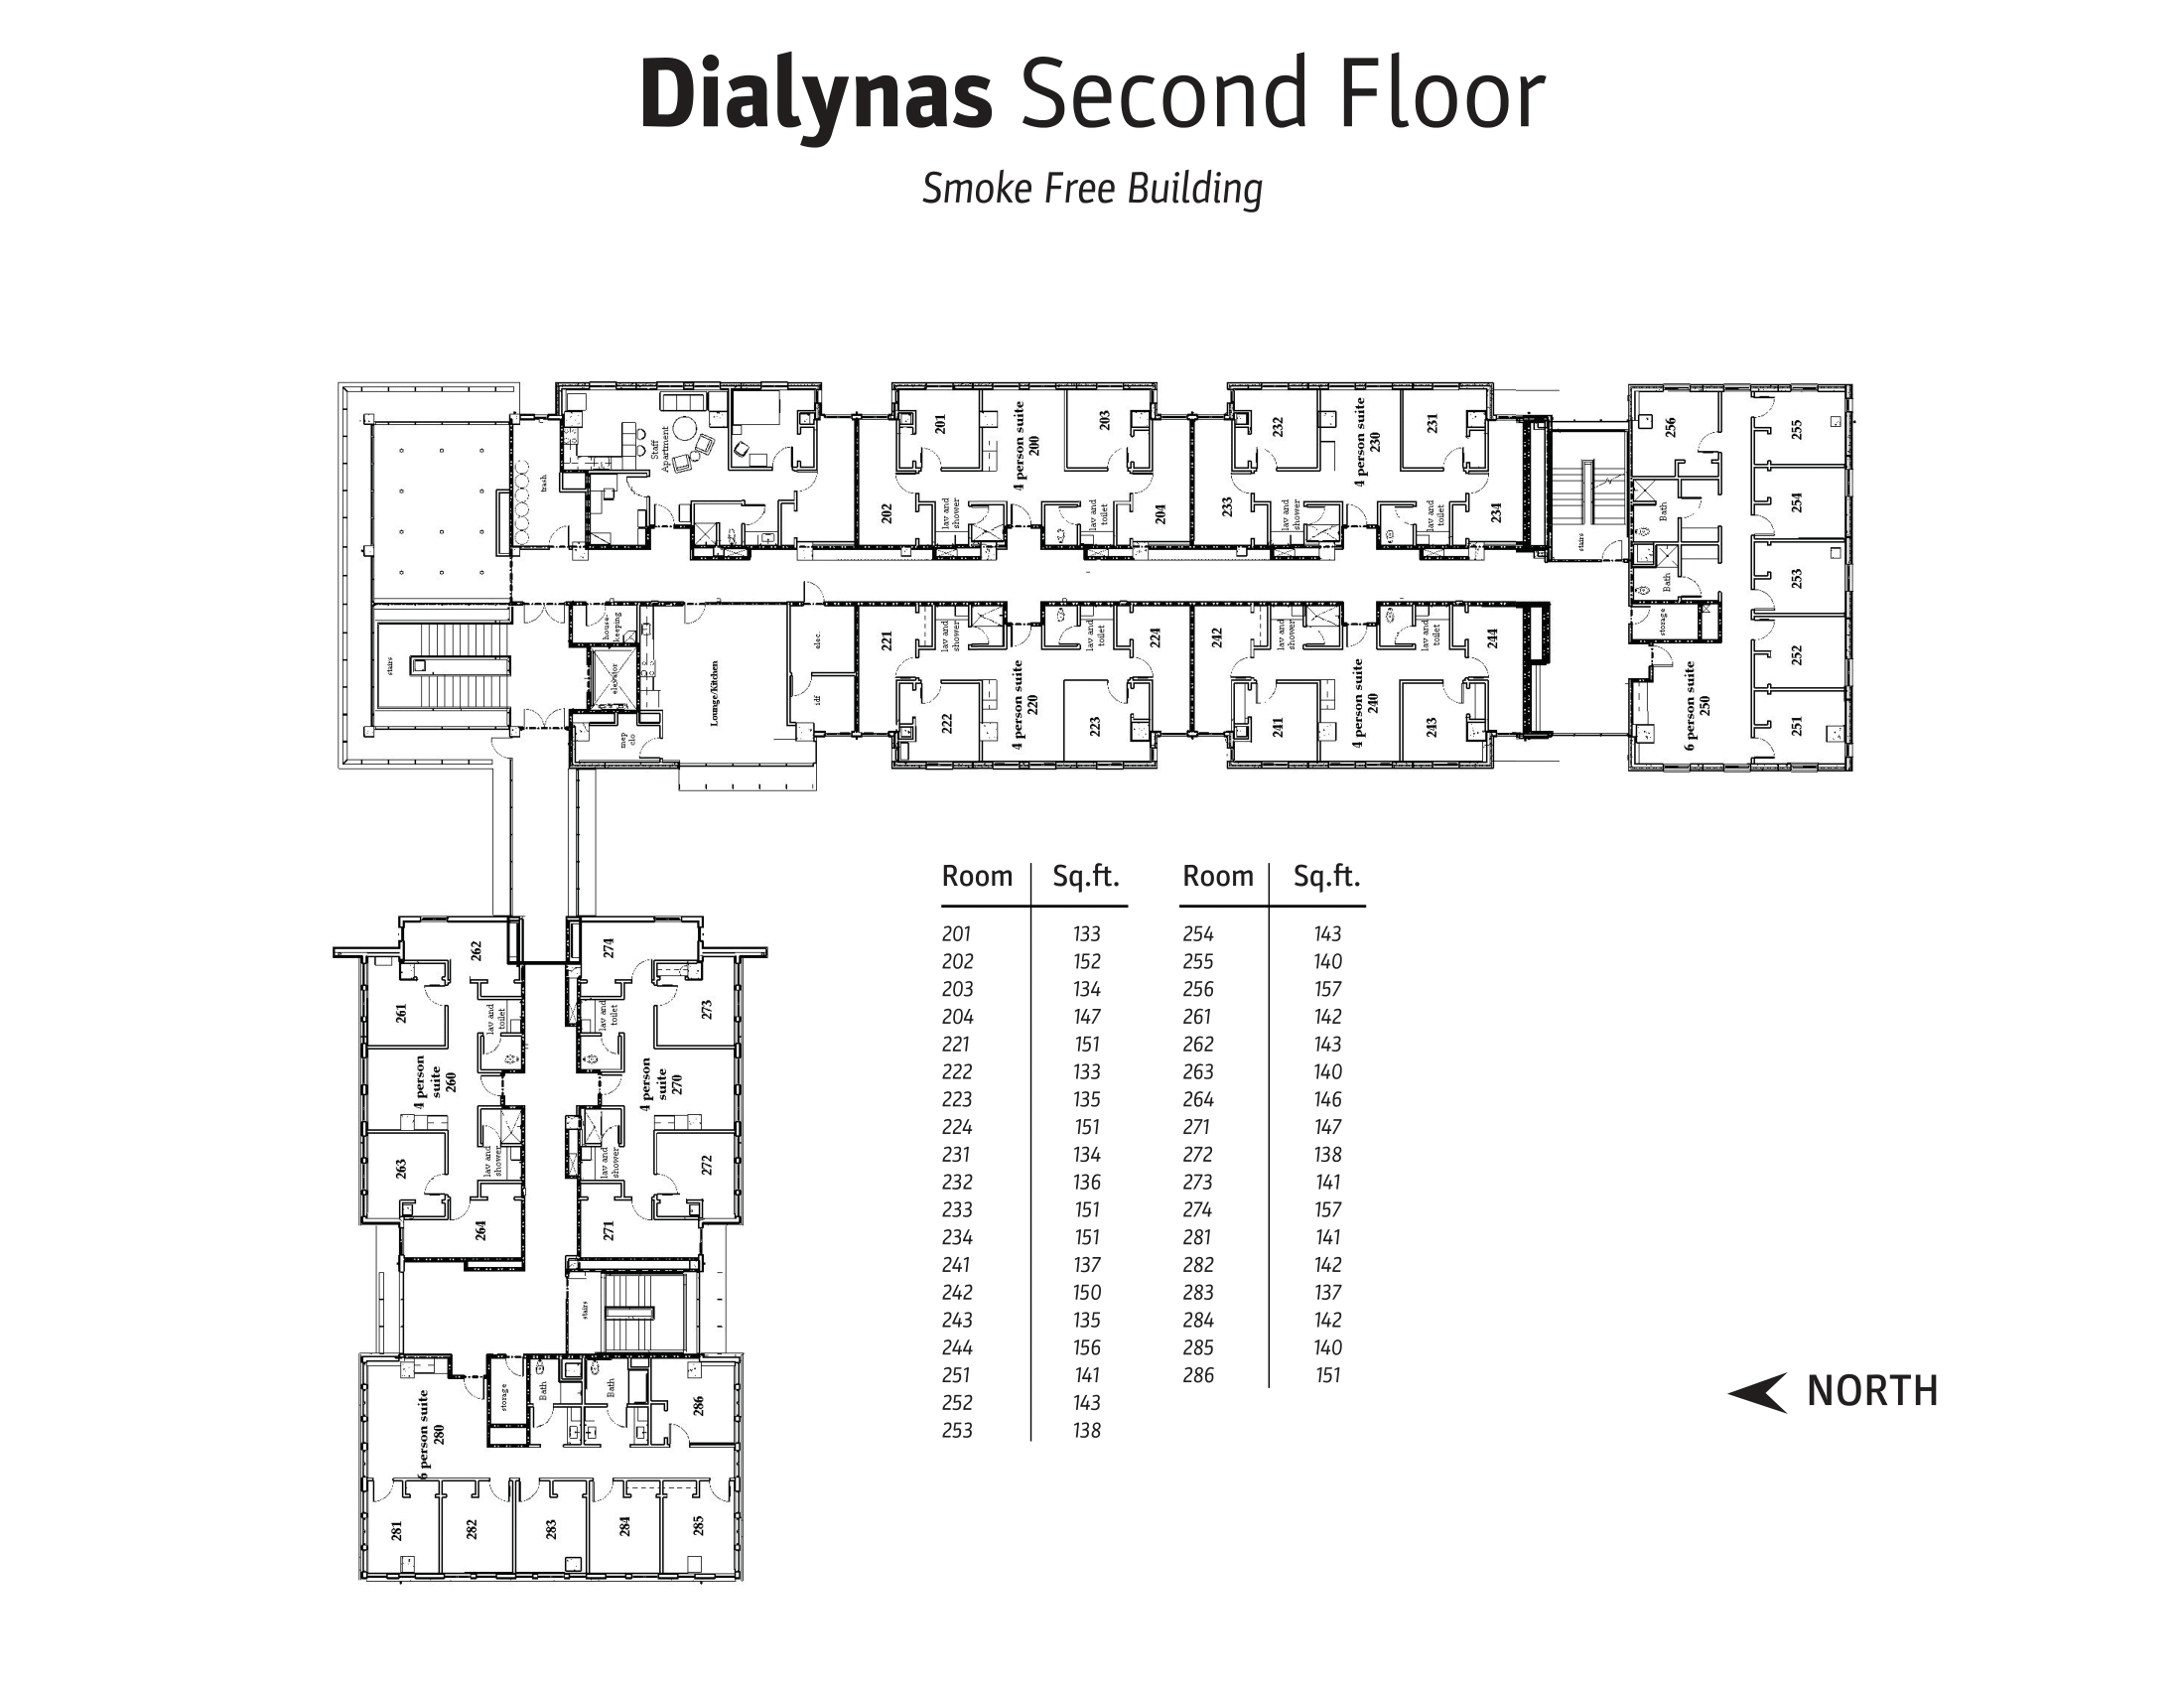 Dialynas Second Floor
Smoke Free Building
trash
Staff
Apartment
201
4 person suite
200
203
202
lav and
shower
lav and
toilet
204
232
4 person suite
230
231
233
lav and
shower
lav and
toilet
234
stairs
256
Bath
Bath
storage
255
254
253
252
251
6 person suite
250
stairs
house-
keeping
elevator
mep
clo
Lounge/Kitchen
elec.
idf
221
lav and
shower
lav and
toilet
224
222
4 person suite
220
223
242
lav and
shower
lav and
toilet
244
241
4 person suite
240
243
262
274
261
lav and
toilet
lav and
toilet
273
4 person
suite
260
4 person
suite
270
263
lav and
shower
lav and
shower
272
264
271
stairs
6 person suite
280
storage
Bath
Bath
286
281
282
283
284
285
Room Sq.ft. Room Sq.ft.
201 133 254 143
202 152 255 140
203 134 256 157
204 147 261 142
221 151 262 143
222 133 263 140
223 135 264 146
224 151 271 147
231 134 272 138
232 136 273 141
233 151 274 157
234 151 281 141
241 137 282 142
242 150 283 137
243 135 284 142
244 156 285 140
251 141 286 151
252 143
253 138
NORTH